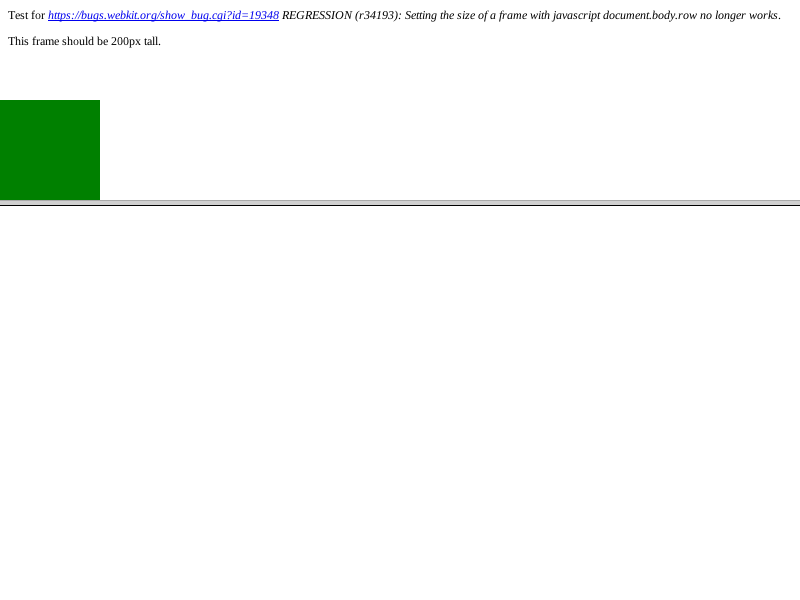 Test for https://bugs.webkit.org/show_bug.cgi?id=19348 REGRESSION (r34193): Setting the size of a frame with javascript document.body.row no longer works.
This frame should be 200px tall.